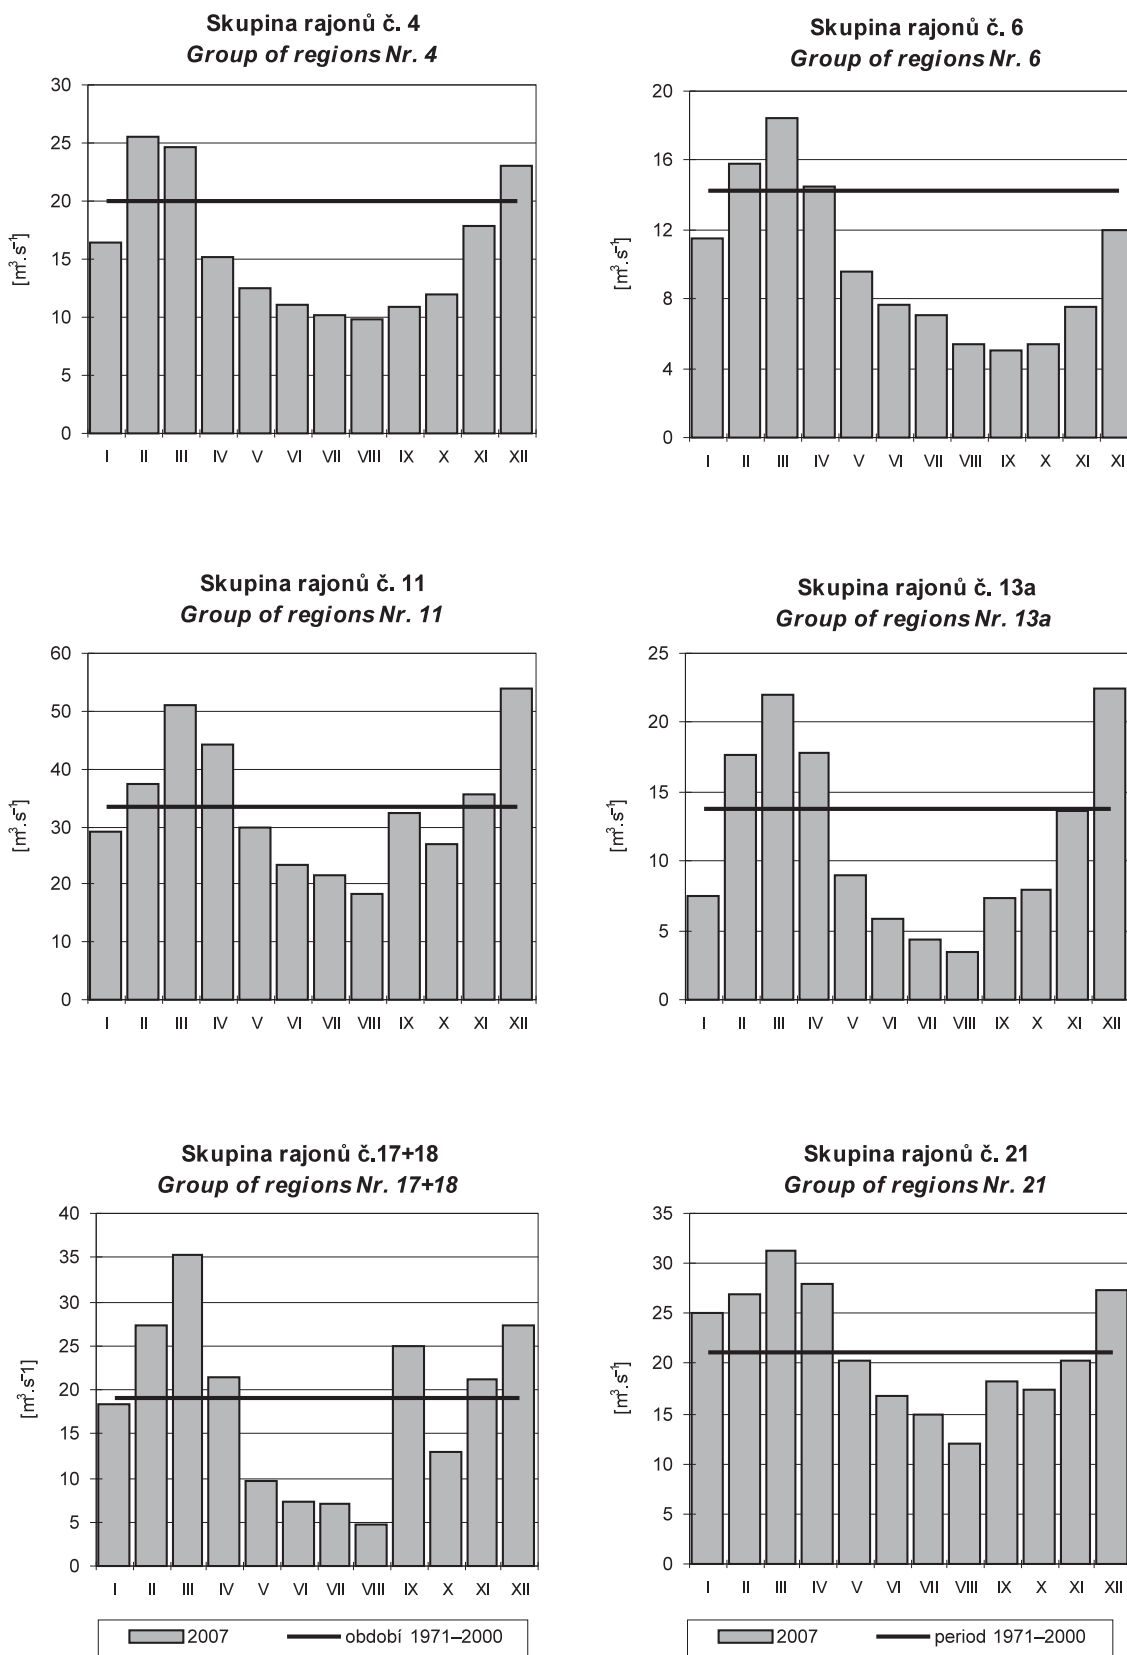 Skupina rajonů č. 4
Group of regions Nr. 4
30
25
20
15
10
5
0
[m³.s⁻¹]
I II III IV V VI VII VIII IX X XI XII
Skupina rajonů č. 6
Group of regions Nr. 6
20
16
12
8
4
0
[m³.s⁻¹]
I II III IV V VI VII VIII IX X XI XI
Skupina rajonů č. 11
Group of regions Nr. 11
60
50
40
30
20
10
0
[m³.s⁻¹]
I II III IV V VI VII VIII IX X XI XII
Skupina rajonů č. 13a
Group of regions Nr. 13a
25
20
15
10
5
0
[m³.s⁻¹]
I II III IV V VI VII VIII IX X XI XII
Skupina rajonů č.17+18
Group of regions Nr. 17+18
40
35
30
25
20
15
10
5
0
[m³.s⁻1]
I II III IV V VI VII VIII IX X XI XII
2007 období 1971–2000
Skupina rajonů č. 21
Group of regions Nr. 21
35
30
25
20
15
10
5
0
[m³.s⁻¹]
I II III IV V VI VII VIII IX X XI XII
2007 period 1971–2000